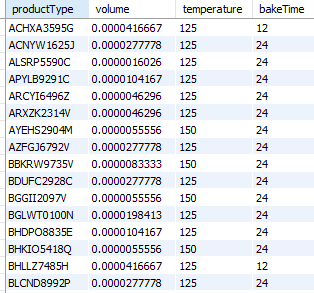 productType volume temperature bakeTime
ACHXA3595G 0.0000416667 125 12
ACNYW1625J 0.0000277778 125 24
ALSRP5590C 0.0000016026 125 24
APYLB9291C 0.0000104167 125 24
ARCYI6496Z 0.0000046296 125 24
ARXZK2314V 0.0000046296 125 24
AYEHS2904M 0.0000055556 150 24
AZFGJ6792V 0.0000277778 125 24
BBKRW9735V 0.0000083333 150 24
BDUFC2928C 0.0000277778 125 24
BGGII2097V 0.0000055556 150 24
BGLWT0100N 0.0000198413 125 24
BHDPO8835E 0.0000104167 125 24
BHKIO5418Q 0.0000055556 150 24
BHLLZ7485H 0.0000416667 125 12
BLCND8992P 0.0000277778 125 24